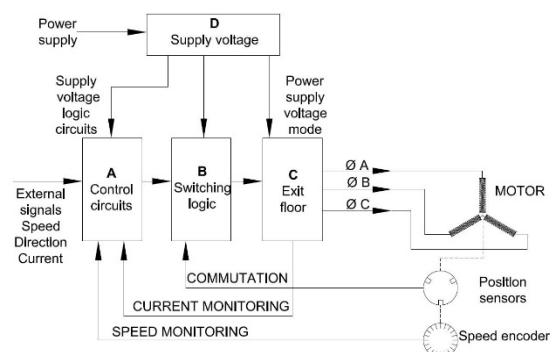 Power
supply
D
Supply voltage
Supply
voltage
logic
circuits
Power
supply
voltage
mode
A
Control
circuits
B
Switching
logic
C
Exit
floor
Ø A
Ø B
Ø C
MOTOR
External
signals
Speed
Direction
Current
COMMUTATION
Position
sensors
CURRENT MONITORING
SPEED MONITORING
Speed encoder